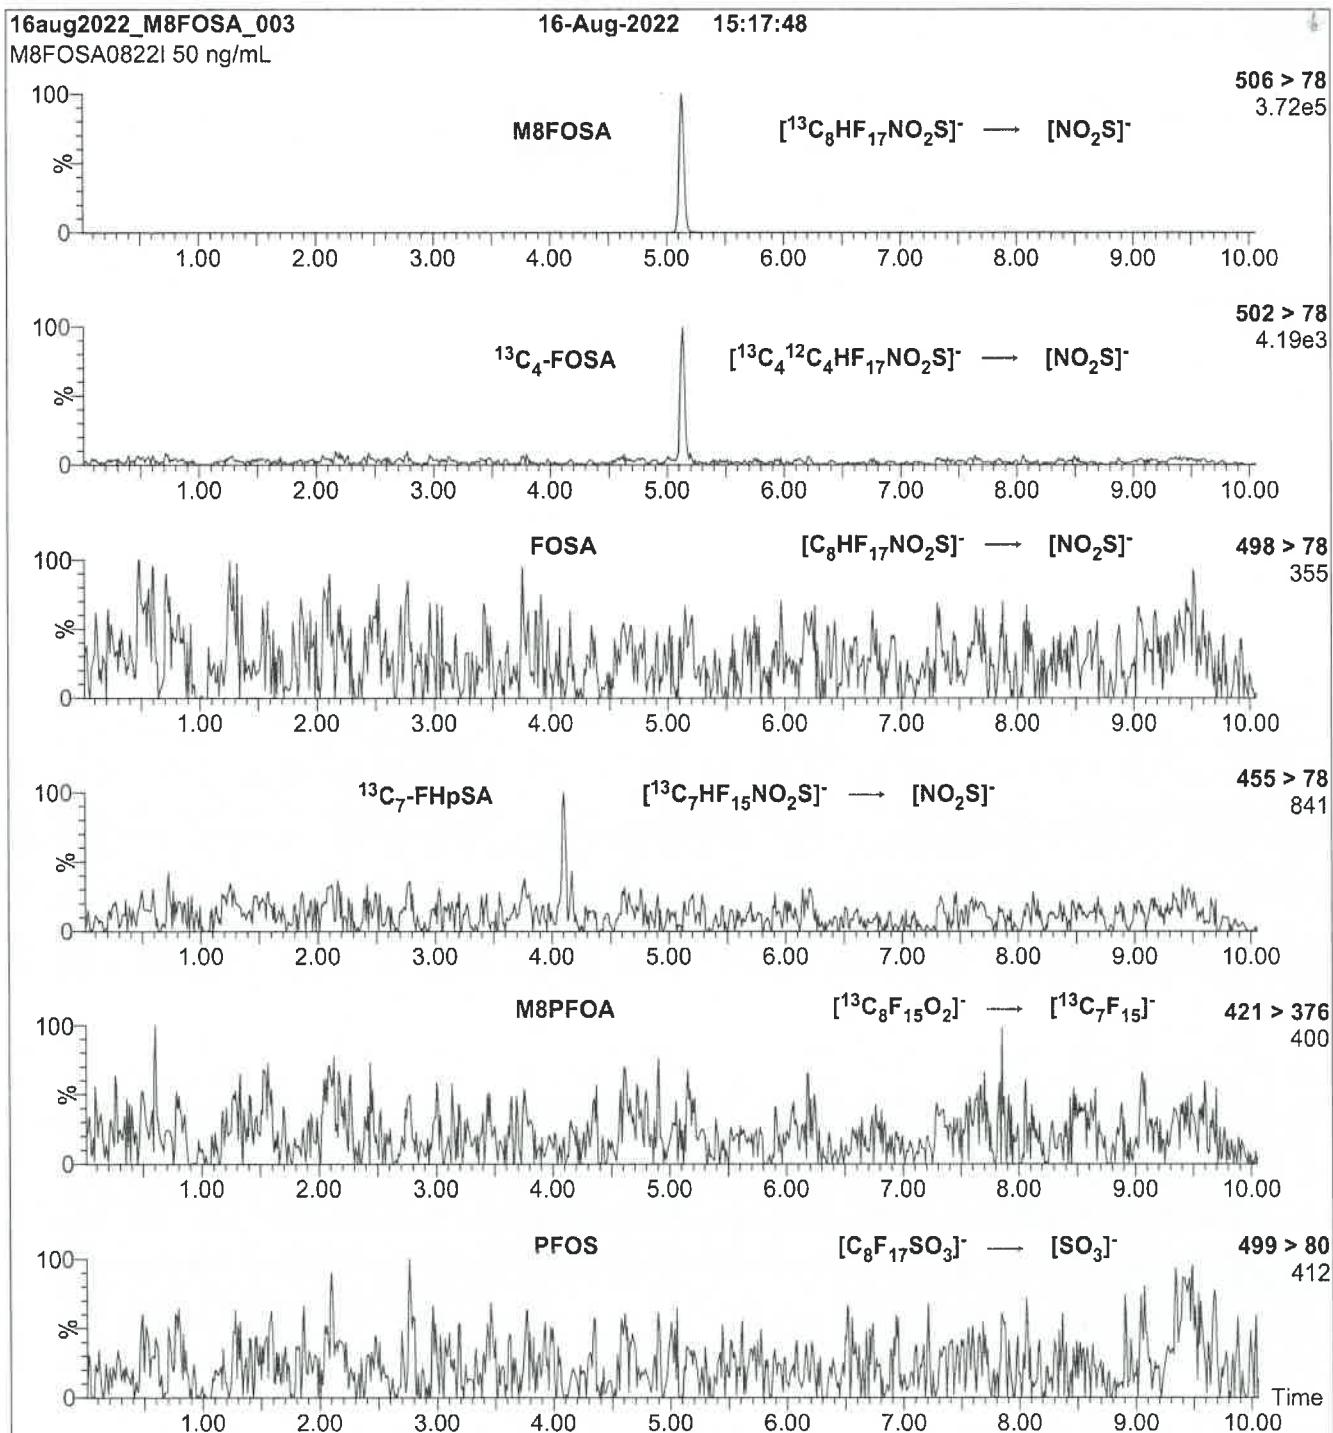 16aug2022_M8FOSA_003 16-Aug-2022 15:17:48
M8FOSA0822I 50 ng/mL
506 > 78
3.72e5
M8FOSA [¹³C₈HF₁₇NO₂S]⁻ → [NO₂S]⁻
100
%
0
1.00 2.00 3.00 4.00 5.00 6.00 7.00 8.00 9.00 10.00
502 > 78
4.19e3
¹³C₄-FOSA [¹³C₄¹²C₄HF₁₇NO₂S]⁻ → [NO₂S]⁻
100
%
0
1.00 2.00 3.00 4.00 5.00 6.00 7.00 8.00 9.00 10.00
FOSA [C₈HF₁₇NO₂S]⁻ → [NO₂S]⁻ 498 > 78
355
100
%
0
1.00 2.00 3.00 4.00 5.00 6.00 7.00 8.00 9.00 10.00
455 > 78
841
¹³C₇-FHpSA [¹³C₇HF₁₅NO₂S]⁻ → [NO₂S]⁻
100
%
0
1.00 2.00 3.00 4.00 5.00 6.00 7.00 8.00 9.00 10.00
M8PFOA [¹³C₈F₁₅O₂]⁻ → [¹³C₇F₁₅]⁻ 421 > 376
400
100
%
0
1.00 2.00 3.00 4.00 5.00 6.00 7.00 8.00 9.00 10.00
PFOS [C₈F₁₇SO₃]⁻ → [SO₃]⁻ 499 > 80
412
100
%
0
Time
1.00 2.00 3.00 4.00 5.00 6.00 7.00 8.00 9.00 10.00